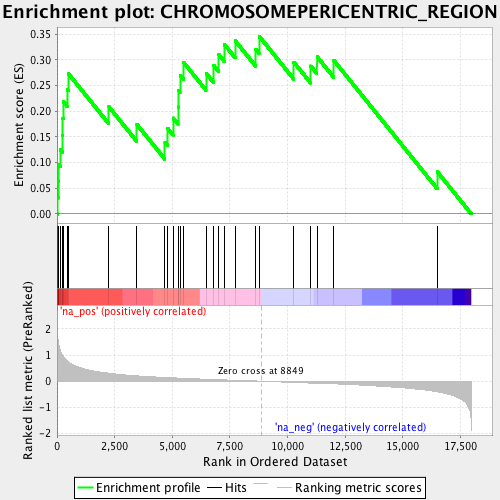 Enrichment plot: CHROMOSOMEPERICENTRIC_REGION
Enrichment score (ES)
0.35
0.30
0.25
0.20
0.15
0.10
0.05
0.00
'na_pos' (positively correlated)
Ranked list metric (PreRanked)
2
1
0
-1
-2
Zero cross at 8849
'na_neg' (negatively correlated)
0
2,500
5,000
7,500
10,000
12,500
15,000
17,500
Rank in Ordered Dataset
Enrichment profile
Hits
Ranking metric scores